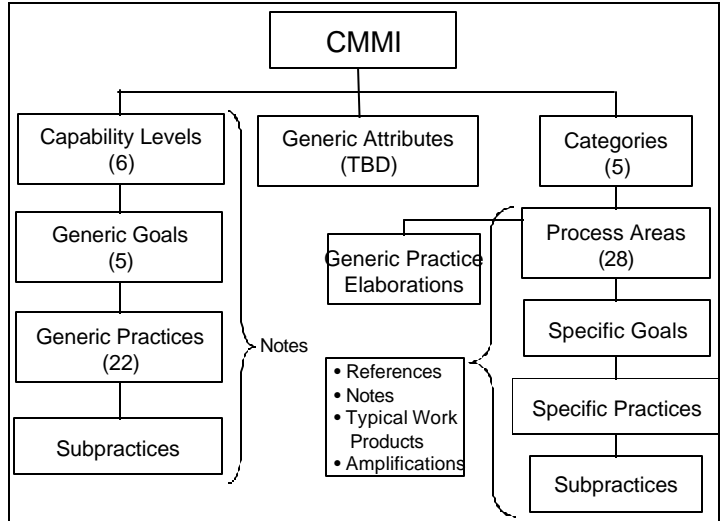 CMMI
Capability Levels
(6)
Generic Attributes
(TBD)
Categories
(5)
Generic Goals
(5)
Generic Practice
Elaborations
Process Areas
(28)
Generic Practices
(22)
Notes
Specific Goals
• References
• Notes
• Typical Work
Products
• Amplifications
Specific Practices
Subpractices
Subpractices